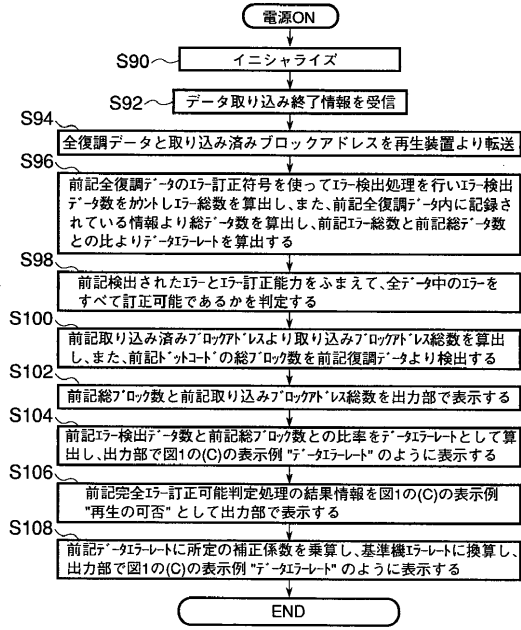 電源ON
S90
イニシャライズ
S92
データ取り込み終了情報を受信
S94
全復調データと取り込み済みブロックアドレスを再生装置より転送
S96
前記全復調データのエラー訂正符号を使ってエラー検出処理を行いエラー検出
データ数をカウントしエラー総数を算出し、また、前記全復調データ内に記録さ
れている情報より総データ数を算出し、前記エラー総数と前記総データ数
との比よりデータエラーレートを算出する
S98
前記検出されたエラーとエラー訂正能力をふまえて、全データ中のエラーを
すべて訂正可能であるかを判定する
S100
前記取り込み済みブロックアドレスより取り込みブロックアドレス総数を算出
し、また、前記ドットコードの総ブロック数を前記復調データより検出する
S102
前記総ブロック数と前記取り込みブロックアドレス総数を出力部で表示する
S104
前記エラー検出データ数と前記総ブロック数との比率をデータエラーレートとして算
出し、出力部で図1の(C)の表示例"データエラーレート"のように表示する
S106
前記完全エラー訂正可能判定処理の結果情報を図1の(C)の表示例
"再生の可否"として出力部で表示する
S108
前記データエラーレートに所定の補正係数を乗算し、基準機エラーレートに換算し、
出力部で図1の(C)の表示例"データエラーレート"のように表示する
END